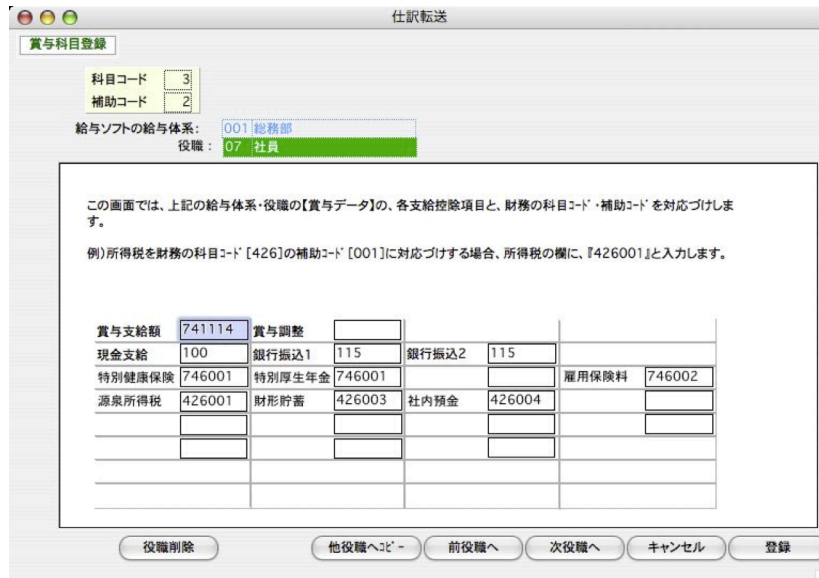 仕訳転送
賞与科目登録
科目コード 3
補助コード 2
給与ソフトの給与体系: 001 総務部
役職: 07 社員
この画面では、上記の給与体系・役職の【賞与データ】の、各支給控除項目と、財務の科目ｺｰﾄﾞ・補助ｺｰﾄﾞを対応づけしま
す。
例)所得税を財務の科目ｺｰﾄﾞ[426]の補助ｺｰﾄﾞ[001]に対応づけする場合、所得税の欄に、『426001』と入力します。
賞与支給額 741114 賞与調整
現金支給 100 銀行振込1 115 銀行振込2 115
特別健康保険 746001 特別厚生年金 746001 雇用保険料 746002
源泉所得税 426001 財形貯蓄 426003 社内預金 426004
役職削除 他役職へｺﾋﾟｰ 前役職へ 次役職へ キャンセル 登録